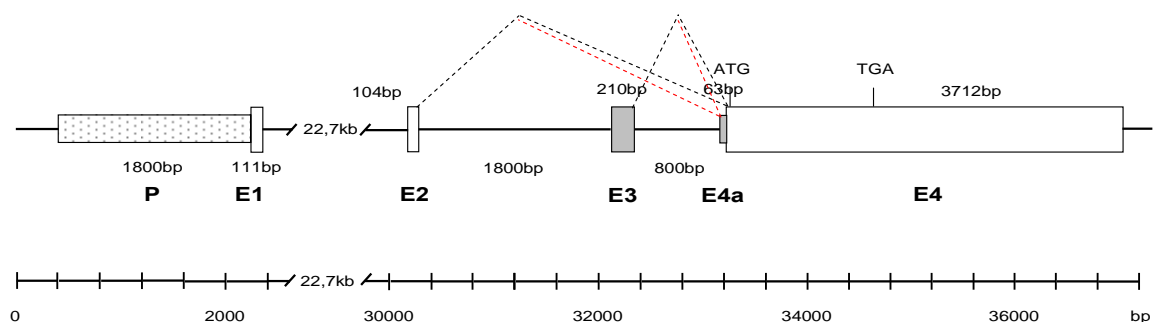 ATG TGA
104bp 210bp 63bp 3712bp
22,7kb
1800bp 111bp 1800bp 800bp
P E1 E2 E3 E4a E4
22,7kb
0 2000 30000 32000 34000 36000 bp